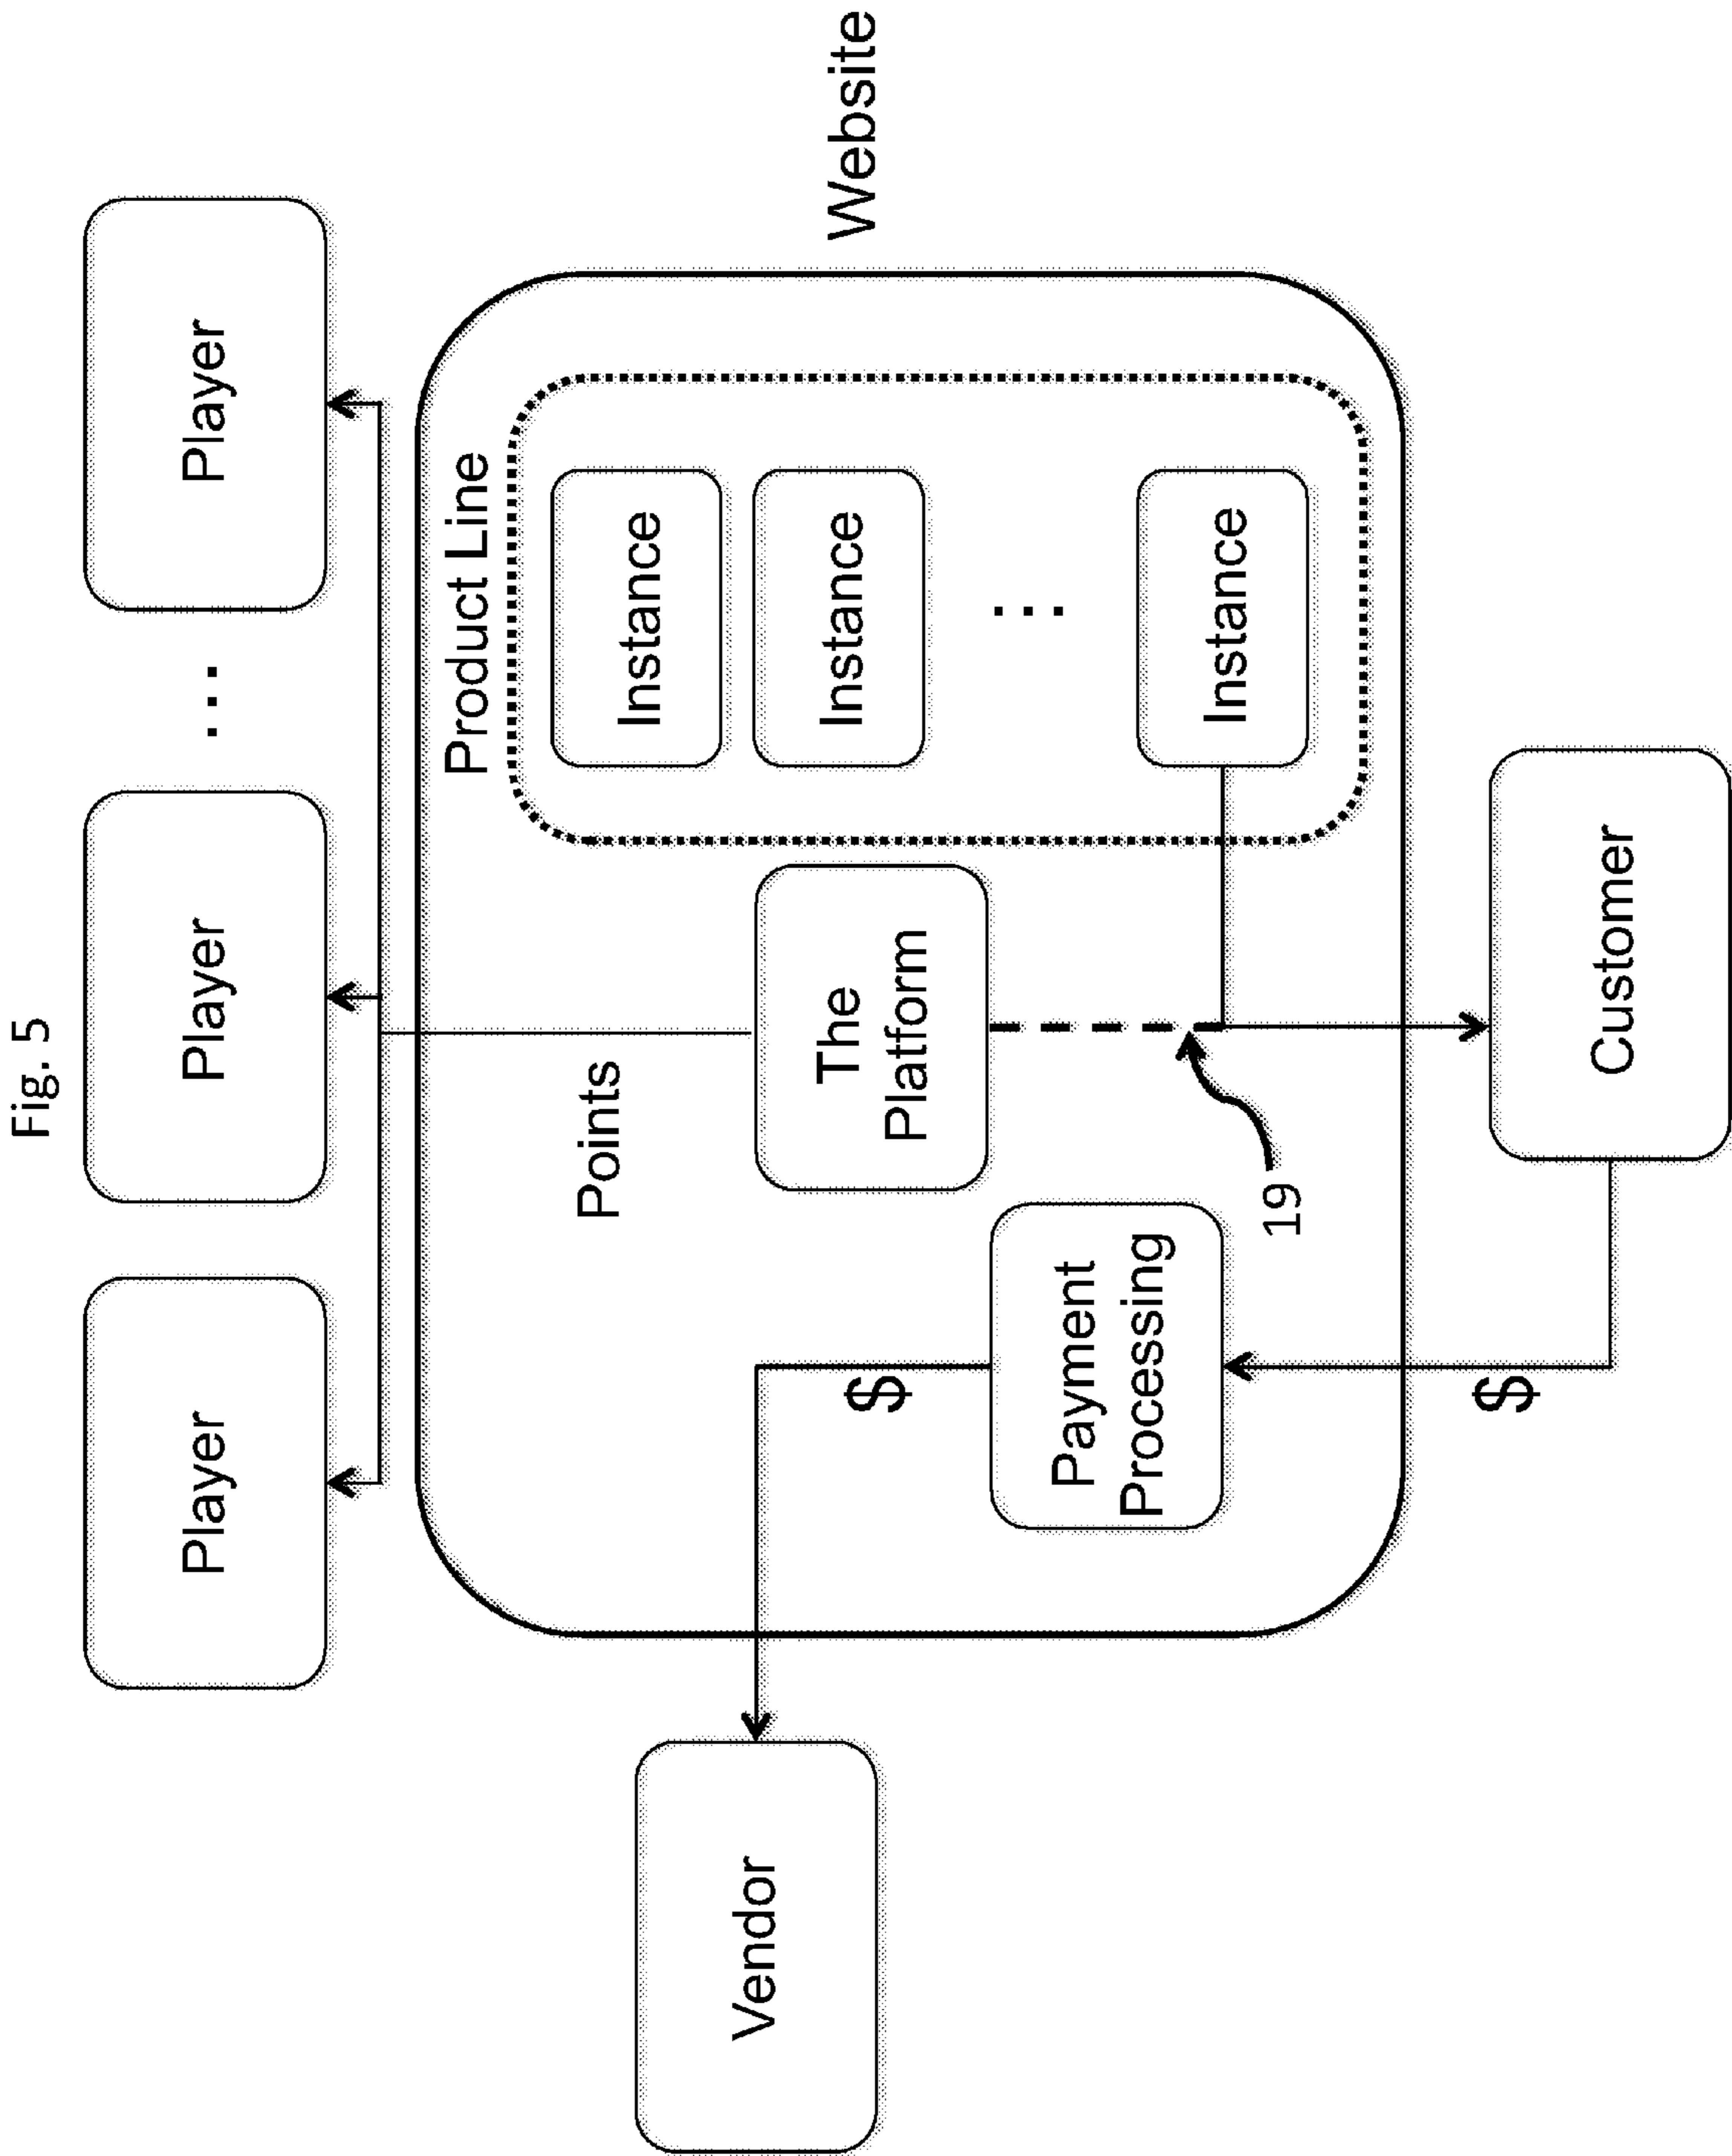 Fig. 5
Player
Player
...
Player
Website
Product Line
Instance
Instance
...
Instance
Points
The
Platform
19
Payment
Processing
$
$
Vendor
Customer